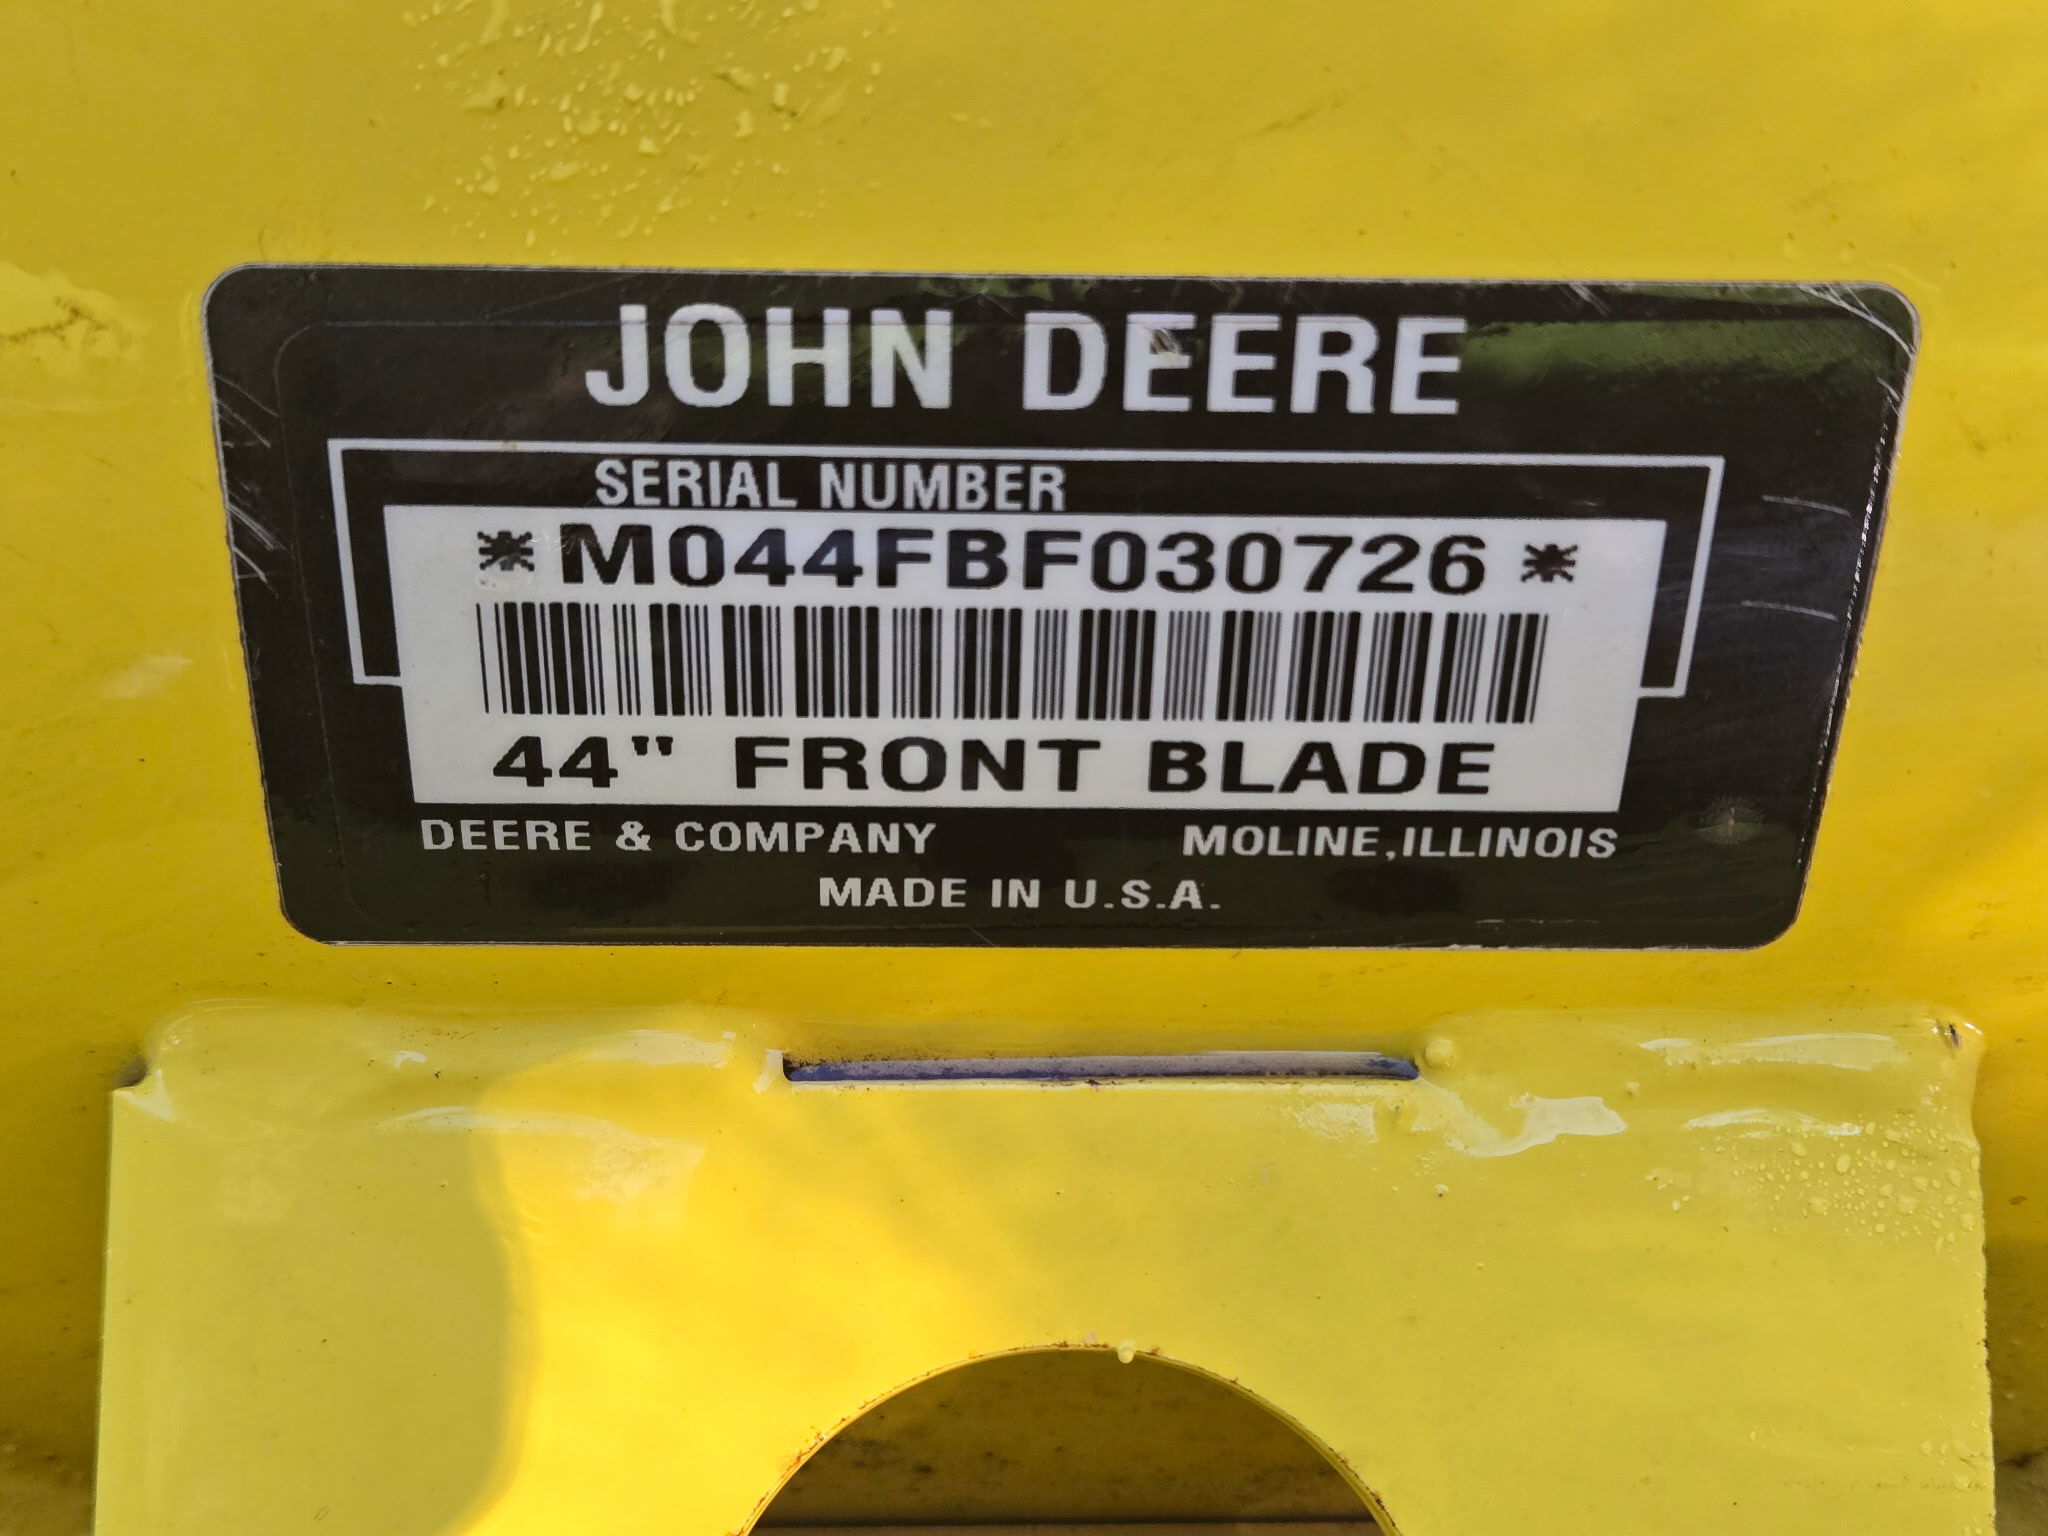 JOHN DEERE
SERIAL NUMBER
*M044FBF030726*
44" FRONT BLADE
DEERE & COMPANY MOLINE,ILLINOIS
MADE IN U.S.A.